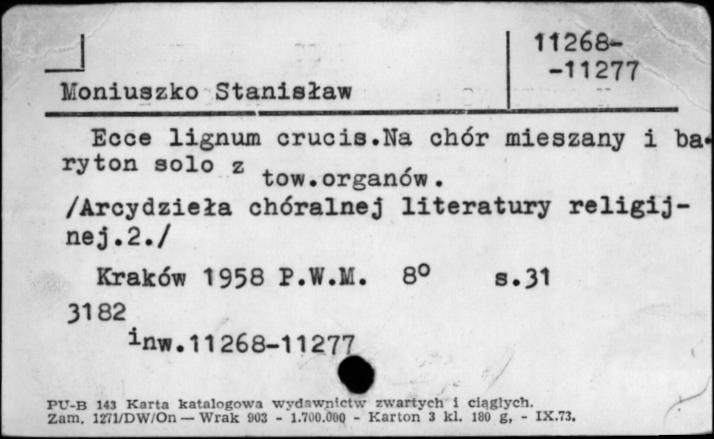 11268-
-11277
Moniuszko Stanisław
Ecce lignum crucis.Na chór mieszany i ba-
ryton solo z tow.organów.
/Arcydzieła chóralnej literatury religij-
nej.2./
Kraków 1958 P.W.M. 8° s.31
3182
inw.11268-11277
PU-B 143 Karta katalogowa wydawnictw zwartych i ciągłych.
Zam. 1271/DW/On — Wrak 903 - 1.700.000 - Karton 3 kl. 180 g, - IX.73.